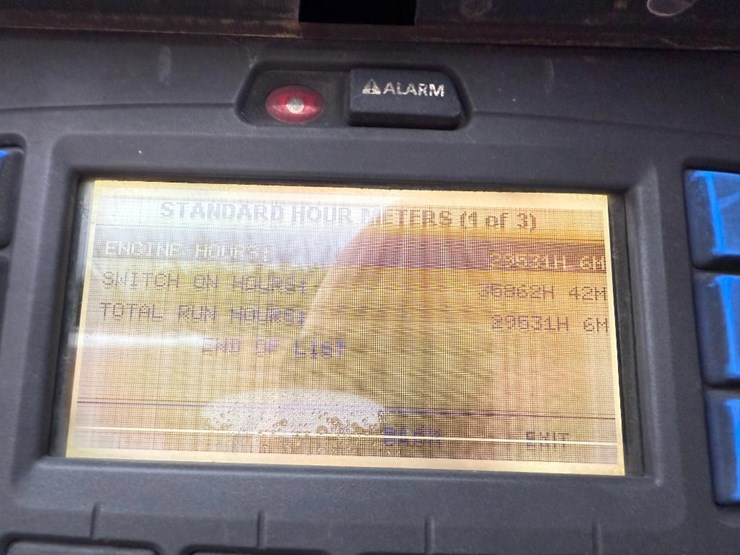 ALARM
STANDARD HOUR METERS (1 of 3)
ENGINE HOURS: 29531H 6M
SWITCH ON HOURS: 35862H 42M
TOTAL RUN HOURS: 29531H 6M
END OF LIST
BACK EXIT